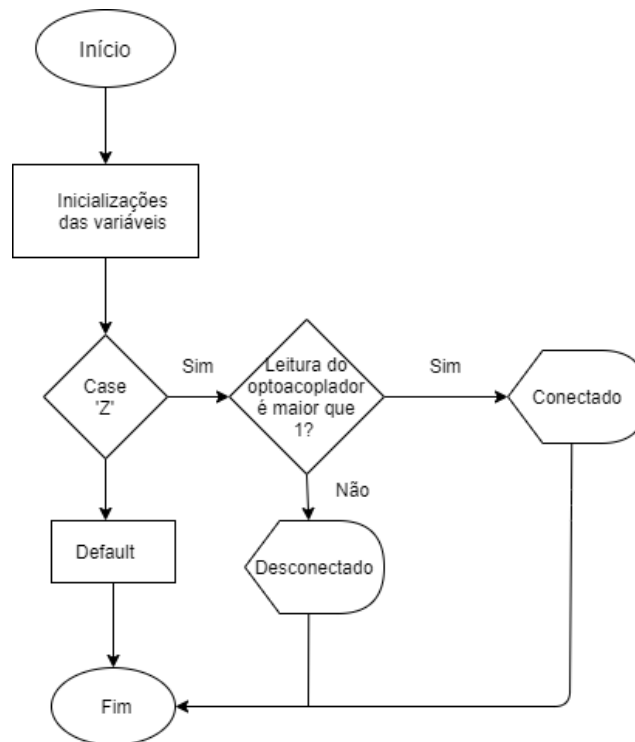 Início
Inicializações
das variáveis
Case
'Z'
Sim
Leitura do
optoacoplador
é maior que
1?
Sim
Conectado
Não
Default
Desconectado
Fim